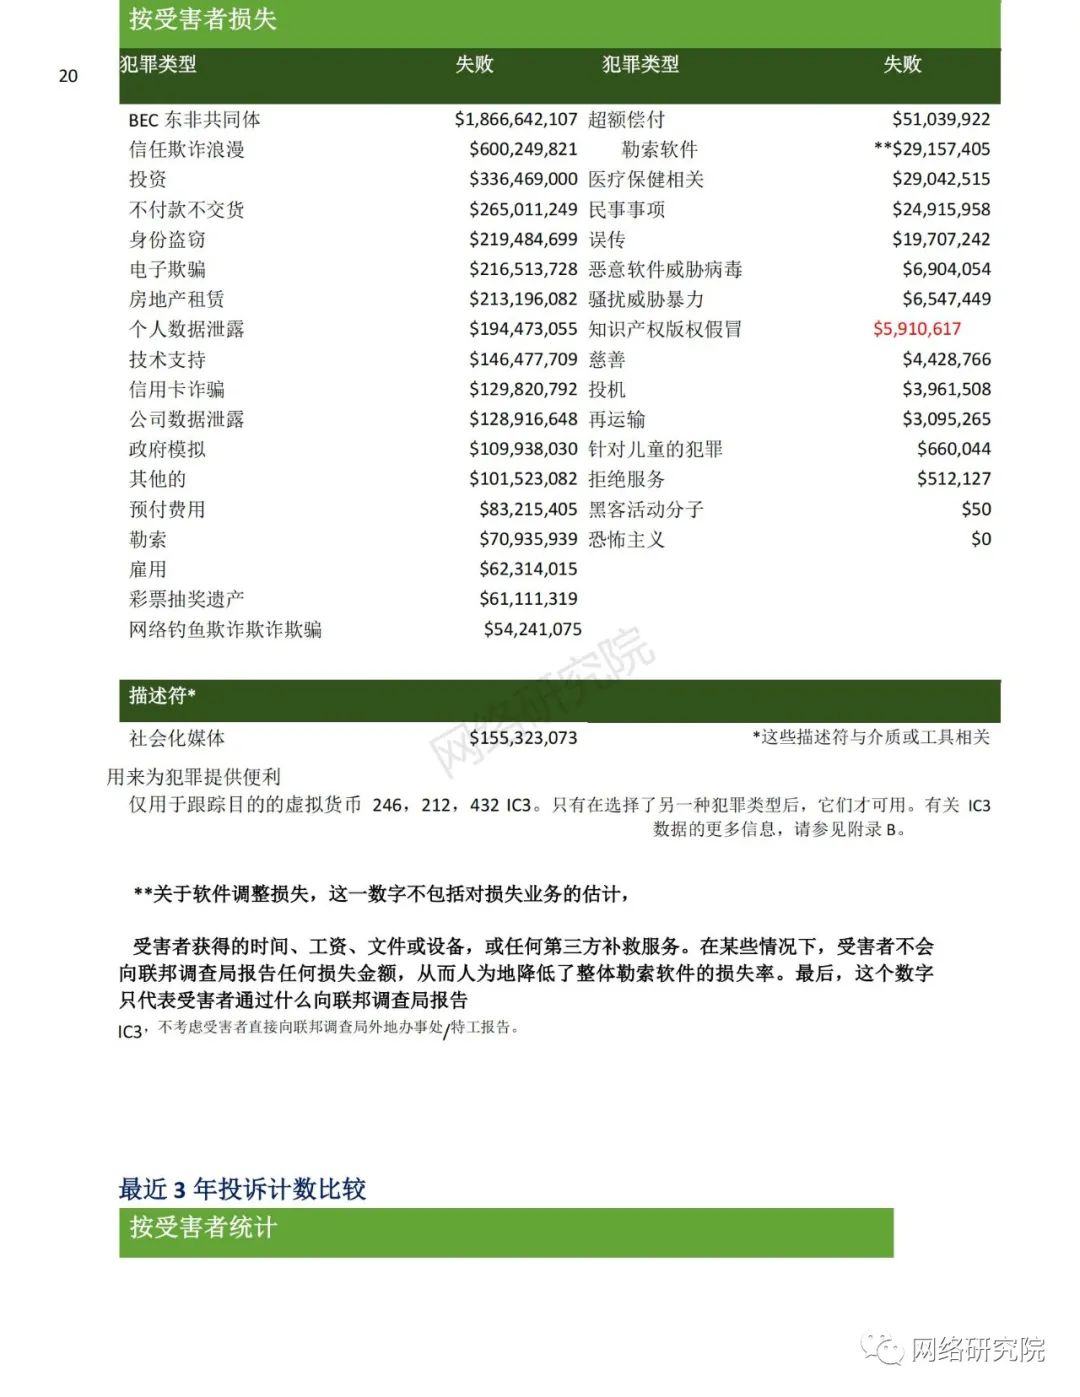 按受害者损失
20
犯罪类型 失败 犯罪类型 失败
BEC 东非共同体 $1,866,642,107 超额偿付 $51,039,922
信任欺诈浪漫 $600,249,821 勒索软件 **$29,157,405
投资 $336,469,000 医疗保健相关 $29,042,515
不付款不交货 $265,011,249 民事事项 $24,915,958
身份盗窃 $219,484,699 误传 $19,707,242
电子欺骗 $216,513,728 恶意软件威胁病毒 $6,904,054
房地产租赁 $213,196,082 骚扰威胁暴力 $6,547,449
个人数据泄露 $194,473,055 知识产权版权假冒 $5,910,617
技术支持 $146,477,709 慈善 $4,428,766
信用卡诈骗 $129,820,792 投机 $3,961,508
公司数据泄露 $128,916,648 再运输 $3,095,265
政府模拟 $109,938,030 针对儿童的犯罪 $660,044
其他的 $101,523,082 拒绝服务 $512,127
预付费用 $83,215,405 黑客活动分子 $50
勒索 $70,935,939 恐怖主义 $0
雇用 $62,314,015
彩票抽奖遗产 $61,111,319
网络钓鱼欺诈欺诈欺骗 $54,241,075
描述符*
社会化媒体 $155,323,073 *这些描述符与介质或工具相关
用来为犯罪提供便利
仅用于跟踪目的的虚拟货币 246，212，432 IC3。只有在选择了另一种犯罪类型后，它们才可用。有关 IC3
数据的更多信息，请参见附录 B。
**关于软件调整损失，这一数字不包括对损失业务的估计，
受害者获得的时间、工资、文件或设备，或任何第三方补救服务。在某些情况下，受害者不会
向联邦调查局报告任何损失金额，从而人为地降低了整体勒索软件的损失率。最后，这个数字
只代表受害者通过什么向联邦调查局报告
IC3，不考虑受害者直接向联邦调查局外地办事处/特工报告。
最近 3 年投诉计数比较
按受害者统计
网络研究院
网络研究院